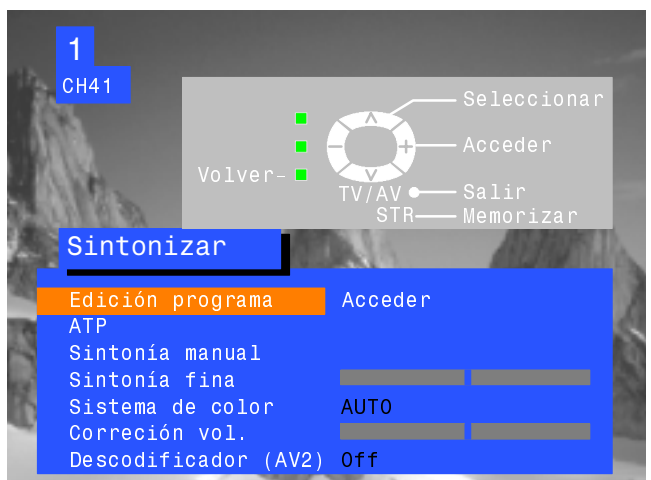 1
CH41
Seleccionar
Acceder
Volver
TV/AV Salir
STR Memorizar
Sintonizar
Edición programa Acceder
ATP
Sintonía manual
Sintonía fina
Sistema de color AUTO
Correción vol.
Descodificador (AV2) Off